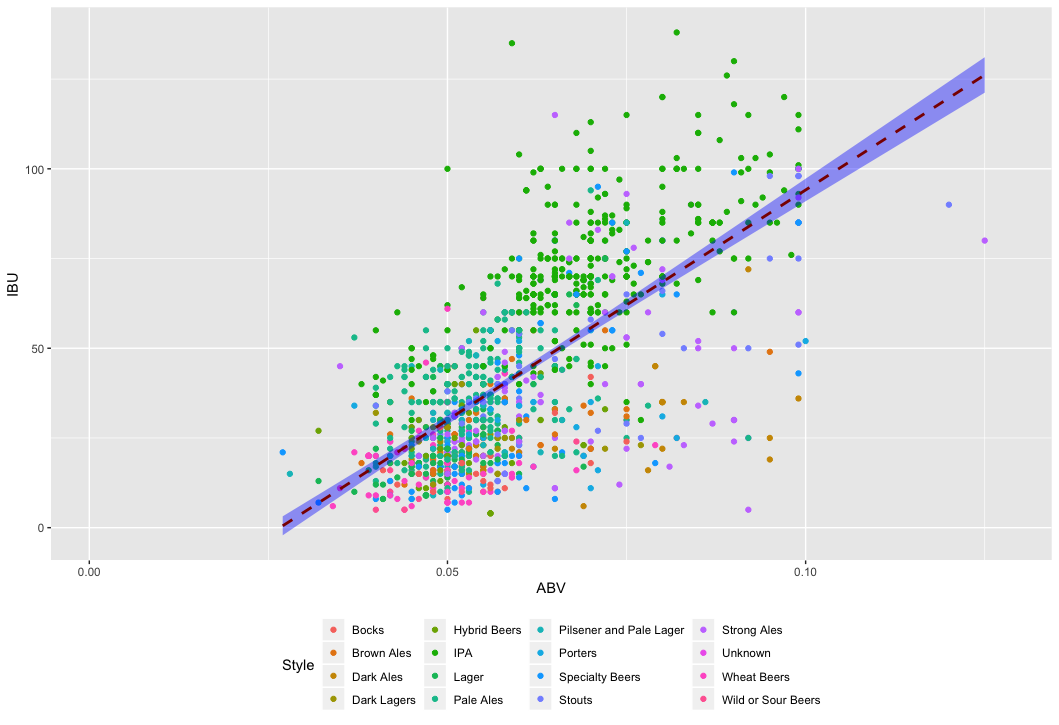 IBU
100
50
0
0.00 0.05 0.10
ABV
Style
Bocks Hybrid Beers Pilsener and Pale Lager Strong Ales
Brown Ales IPA Porters Unknown
Dark Ales Lager Specialty Beers Wheat Beers
Dark Lagers Pale Ales Stouts Wild or Sour Beers